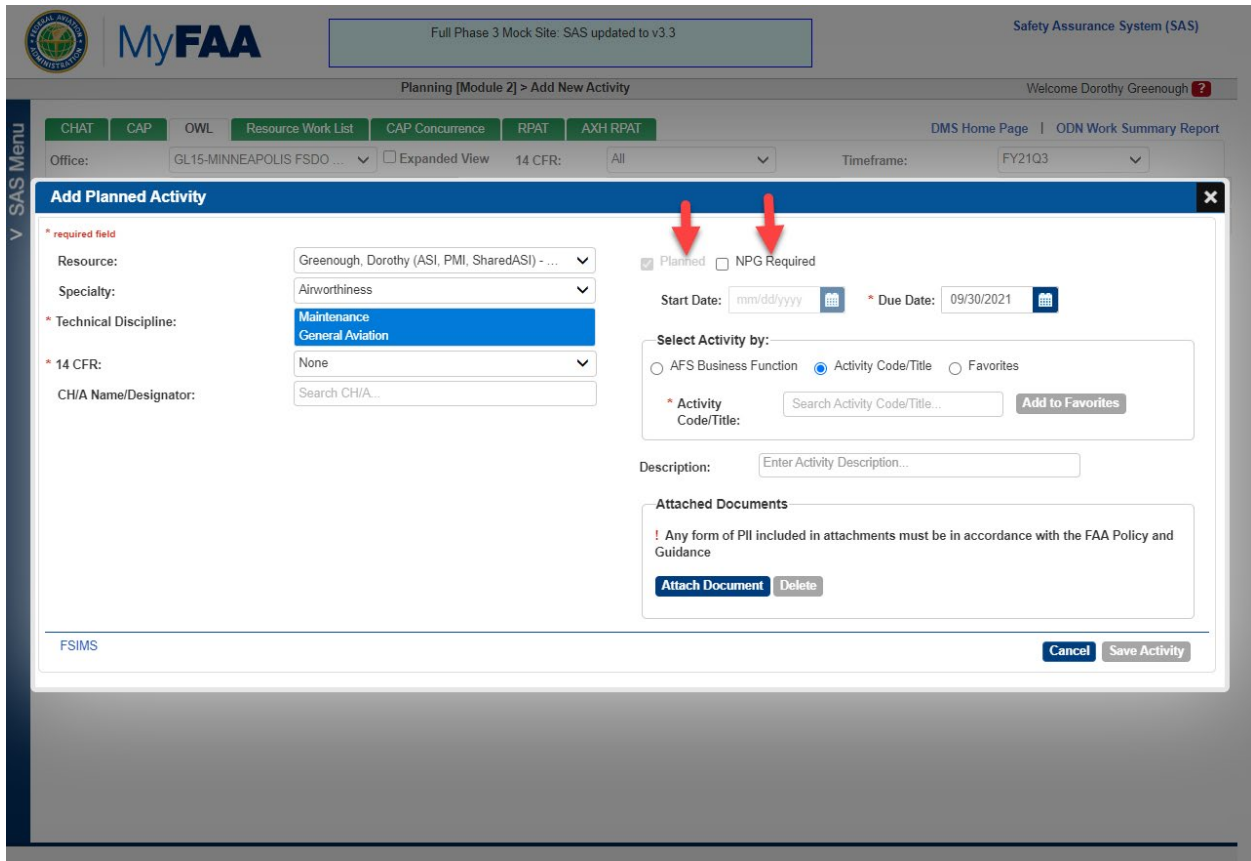 FEDERAL AVIATION
ADMINISTRATION
MyFAA
Full Phase 3 Mock Site: SAS updated to v3.3
Safety Assurance System (SAS)
Planning [Module 2] > Add New Activity
Welcome Dorothy Greenough ?
> SAS Menu
CHAT CAP OWL Resource Work List CAP Concurrence RPAT AXH RPAT
DMS Home Page | ODN Work Summary Report
Office: GL15-MINNEAPOLIS FSDO ... Expanded View 14 CFR: All Timeframe: FY21Q3
Add Planned Activity
* required field
Resource: Greenough, Dorothy (ASI, PMI, SharedASI) - ...
Specialty: Airworthiness
* Technical Discipline: Maintenance
General Aviation
* 14 CFR: None
CH/A Name/Designator: Search CH/A...
Planned NPG Required
Start Date: mm/dd/yyyy * Due Date: 09/30/2021
Select Activity by:
AFS Business Function Activity Code/Title Favorites
* Activity Code/Title: Search Activity Code/Title... Add to Favorites
Description: Enter Activity Description...
Attached Documents
! Any form of PII included in attachments must be in accordance with the FAA Policy and
Guidance
Attach Document Delete
FSIMS
Cancel Save Activity